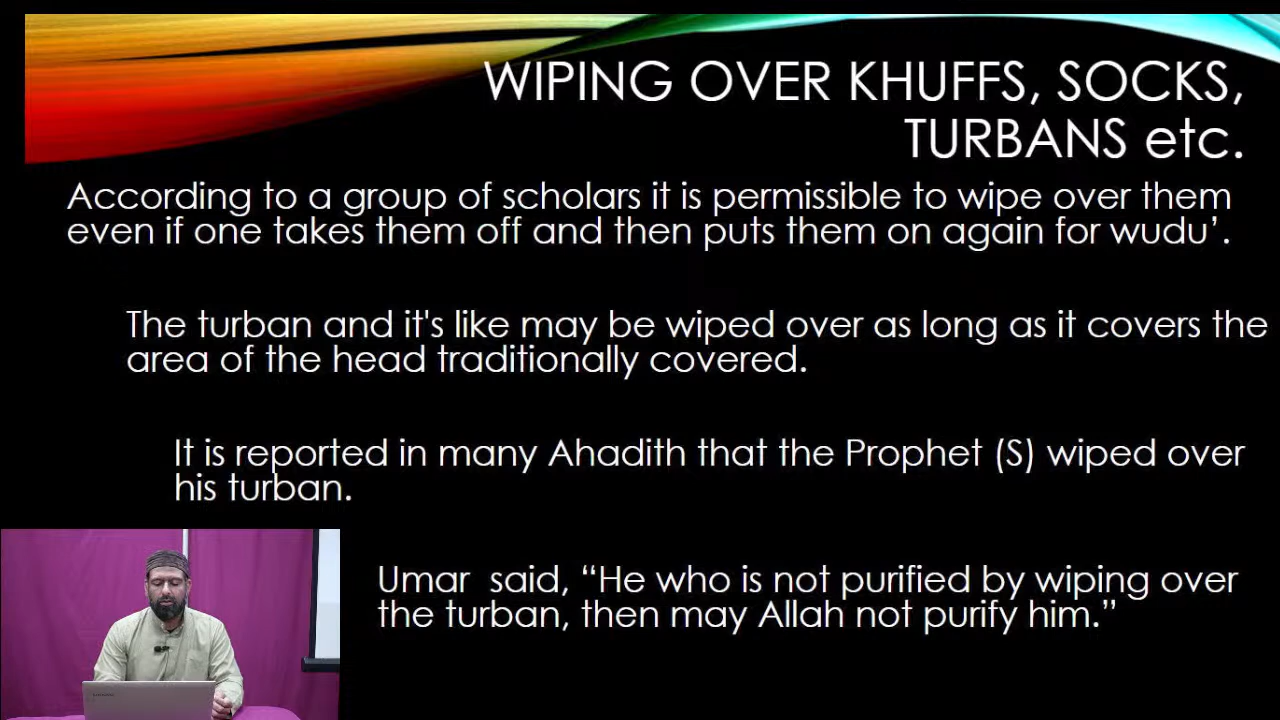 WIPING OVER KHUFFS, SOCKS,
TURBANS etc.
According to a group of scholars it is permissible to wipe over them
even if one takes them off and then puts them on again for wudu’.
The turban and it's like may be wiped over as long as it covers the
area of the head traditionally covered.
It is reported in many Ahadith that the Prophet (S) wiped over
his turban.
Umar said, “He who is not purified by wiping over
the turban, then may Allah not purify him.”